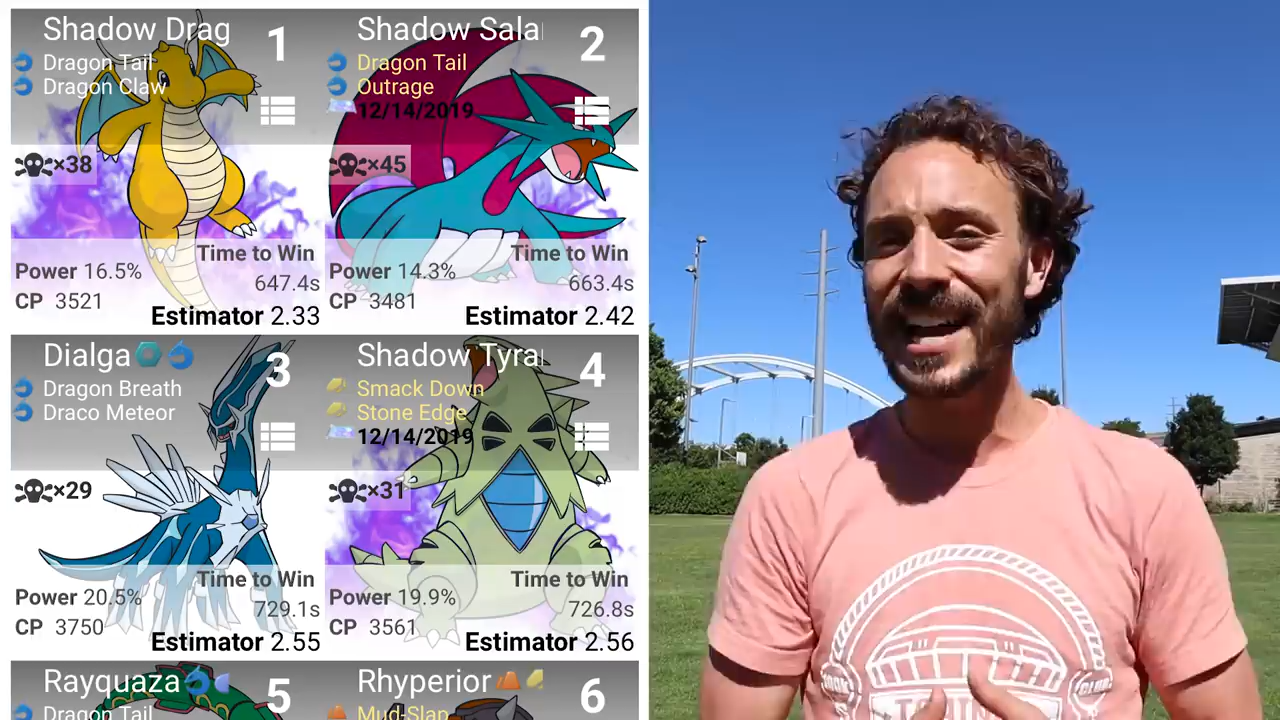 Shadow Drag
1
Dragon Tail
Dragon Claw
×38
Time to Win
Power 16.5%
647.4s
CP 3521
Estimator 2.33
Shadow Sala
2
Dragon Tail
Outrage
12/14/2019
×45
Time to Win
Power 14.3%
663.4s
CP 3481
Estimator 2.42
Dialga
3
Dragon Breath
Draco Meteor
×29
Time to Win
Power 20.5%
729.1s
CP 3750
Estimator 2.55
Shadow Tyra
4
Smack Down
Stone Edge
12/14/2019
×31
Time to Win
Power 19.9%
726.8s
CP 3561
Estimator 2.56
Rayquaza
5
Dragon Tail
Rhyperior
6
Mud-Slap